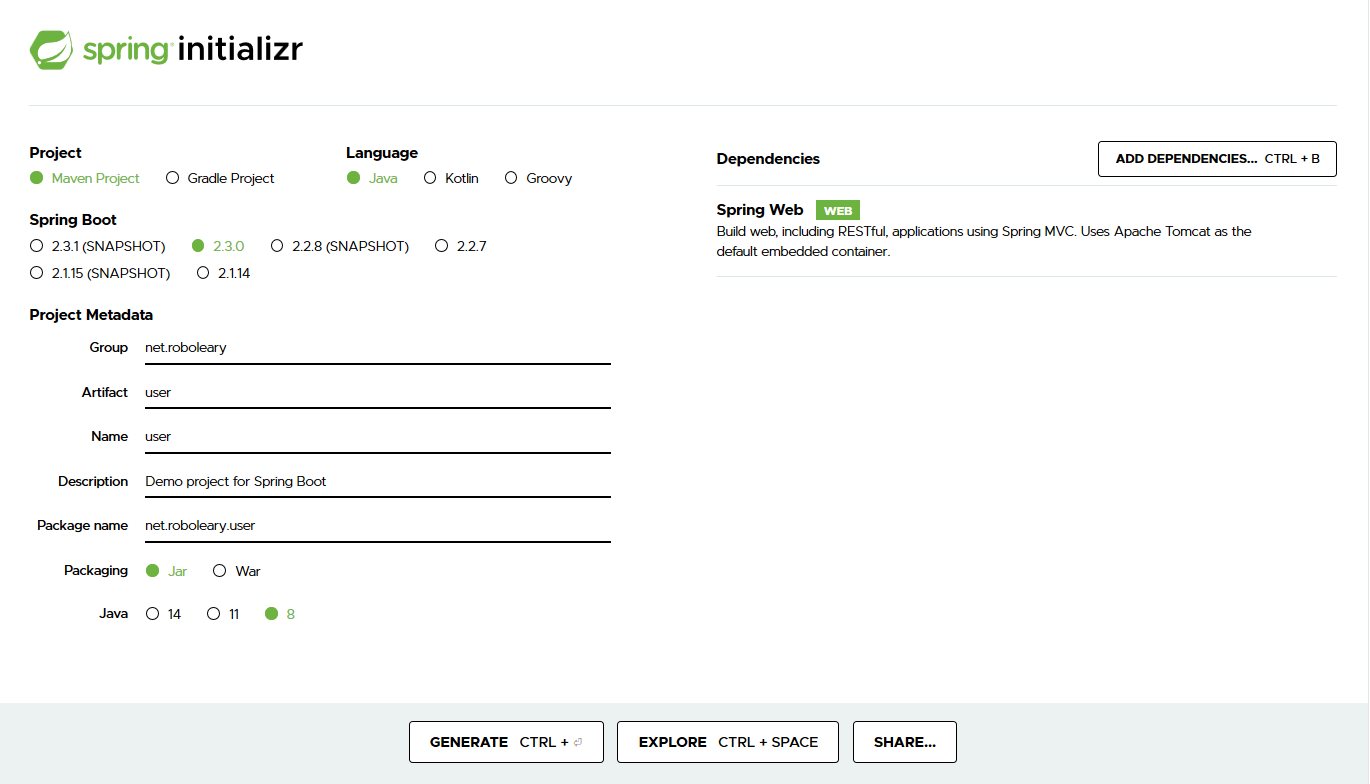 spring initializr
Project
Maven Project Gradle Project
Language
Java Kotlin Groovy
Spring Boot
2.3.1 (SNAPSHOT) 2.3.0 2.2.8 (SNAPSHOT) 2.2.7
2.1.15 (SNAPSHOT) 2.1.14
Project Metadata
Group net.roboleary
Artifact user
Name user
Description Demo project for Spring Boot
Package name net.roboleary.user
Packaging Jar War
Java 14 11 8
Dependencies
ADD DEPENDENCIES... CTRL + B
Spring Web WEB
Build web, including RESTful, applications using Spring MVC. Uses Apache Tomcat as the
default embedded container.
GENERATE CTRL + ⏎
EXPLORE CTRL + SPACE
SHARE...